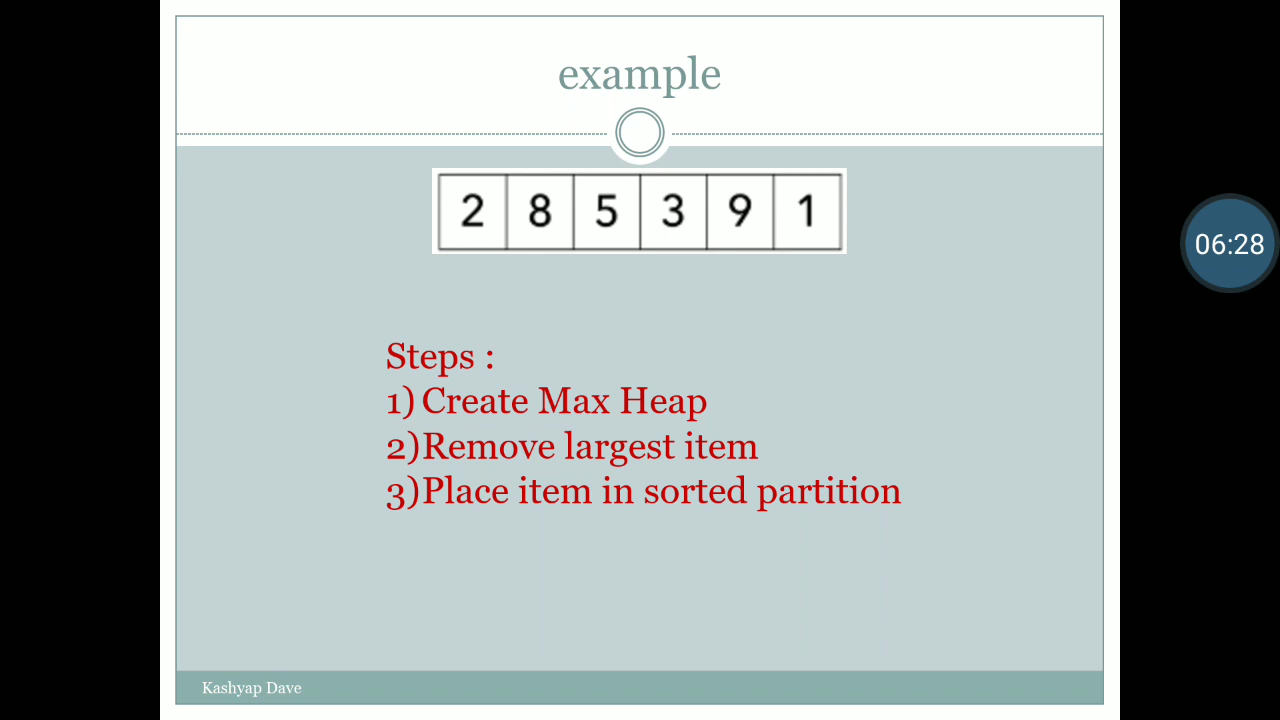 example
2 8 5 3 9 1
06:28
Steps :
1) Create Max Heap
2)Remove largest item
3)Place item in sorted partition
Kashyap Dave